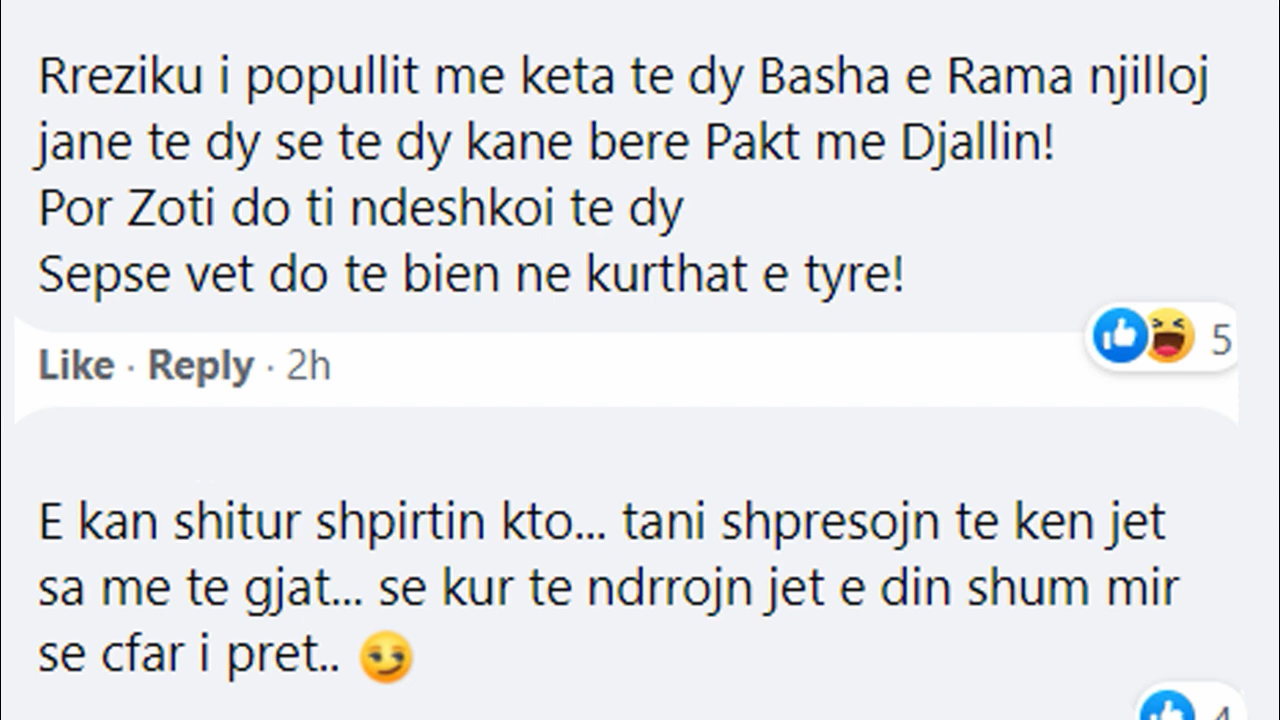 Rreziku i popullit me keta te dy Basha e Rama njilloj
jane te dy se te dy kane bere Pakt me Djallin!
Por Zoti do ti ndeshkoi te dy
Sepse vet do te bien ne kurthat e tyre!
Like · Reply · 2h
5
E kan shitur shpirtin kto... tani shpresojn te ken jet
sa me te gjat... se kur te ndrrojn jet e din shum mir
se cfar i pret.. 😏
4